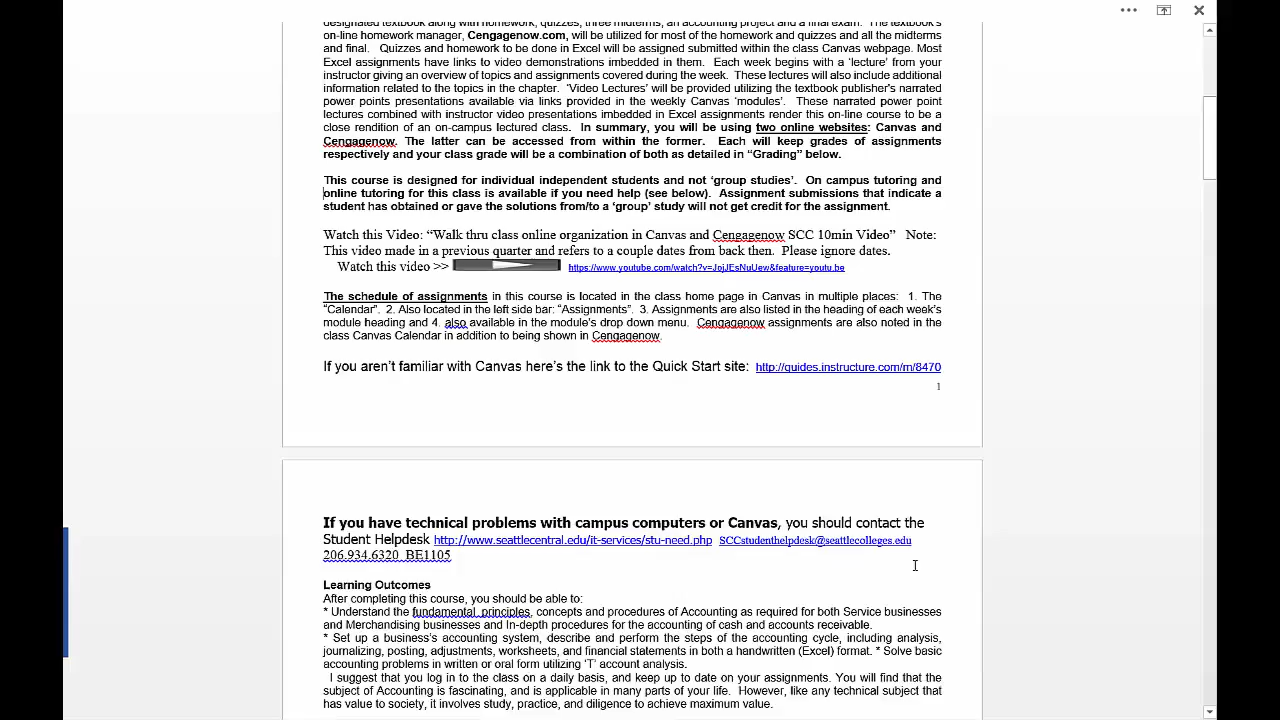 designated textbook along with homework, quizzes, three midterms, an accounting project and a final exam. The textbook's
on-line homework manager, Cengagenow.com, will be utilized for most of the homework and quizzes and all the midterms
and final. Quizzes and homework to be done in Excel will be assigned submitted within the class Canvas webpage. Most
Excel assignments have links to video demonstrations imbedded in them. Each week begins with a 'lecture' from your
instructor giving an overview of topics and assignments covered during the week. These lectures will also include additional
information related to the topics in the chapter. 'Video Lectures' will be provided utilizing the textbook publisher's narrated
power points presentations available via links provided in the weekly Canvas 'modules'. These narrated power point
lectures combined with instructor video presentations imbedded in Excel assignments render this on-line course to be a
close rendition of an on-campus lectured class. In summary, you will be using two online websites: Canvas and
Cengagenow. The latter can be accessed from within the former. Each will keep grades of assignments
respectively and your class grade will be a combination of both as detailed in "Grading" below.
This course is designed for individual independent students and not 'group studies'. On campus tutoring and
online tutoring for this class is available if you need help (see below). Assignment submissions that indicate a
student has obtained or gave the solutions from/to a 'group' study will not get credit for the assignment.
Watch this Video: "Walk thru class online organization in Canvas and Cengagenow SCC 10min Video" Note:
This video made in a previous quarter and refers to a couple dates from back then. Please ignore dates.
Watch this video >> https://www.youtube.com/watch?v=JojJEsNuUew&feature=youtu.be
The schedule of assignments in this course is located in the class home page in Canvas in multiple places: 1. The
"Calendar". 2. Also located in the left side bar: "Assignments". 3. Assignments are also listed in the heading of each week's
module heading and 4. also available in the module's drop down menu. Cengagenow assignments are also noted in the
class Canvas Calendar in addition to being shown in Cengagenow.
If you aren't familiar with Canvas here's the link to the Quick Start site: http://guides.instructure.com/m/8470
1
If you have technical problems with campus computers or Canvas, you should contact the
Student Helpdesk http://www.seattlecentral.edu/it-services/stu-need.php SCCstudenthelpdesk@seattlecolleges.edu
206.934.6320 BE1105
Learning Outcomes
After completing this course, you should be able to:
* Understand the fundamental principles, concepts and procedures of Accounting as required for both Service businesses
and Merchandising businesses and In-depth procedures for the accounting of cash and accounts receivable.
* Set up a business's accounting system, describe and perform the steps of the accounting cycle, including analysis,
journalizing, posting, adjustments, worksheets, and financial statements in both a handwritten (Excel) format. * Solve basic
accounting problems in written or oral form utilizing 'T' account analysis.
I suggest that you log in to the class on a daily basis, and keep up to date on your assignments. You will find that the
subject of Accounting is fascinating, and is applicable in many parts of your life. However, like any technical subject that
has value to society, it involves study, practice, and diligence to achieve maximum value.